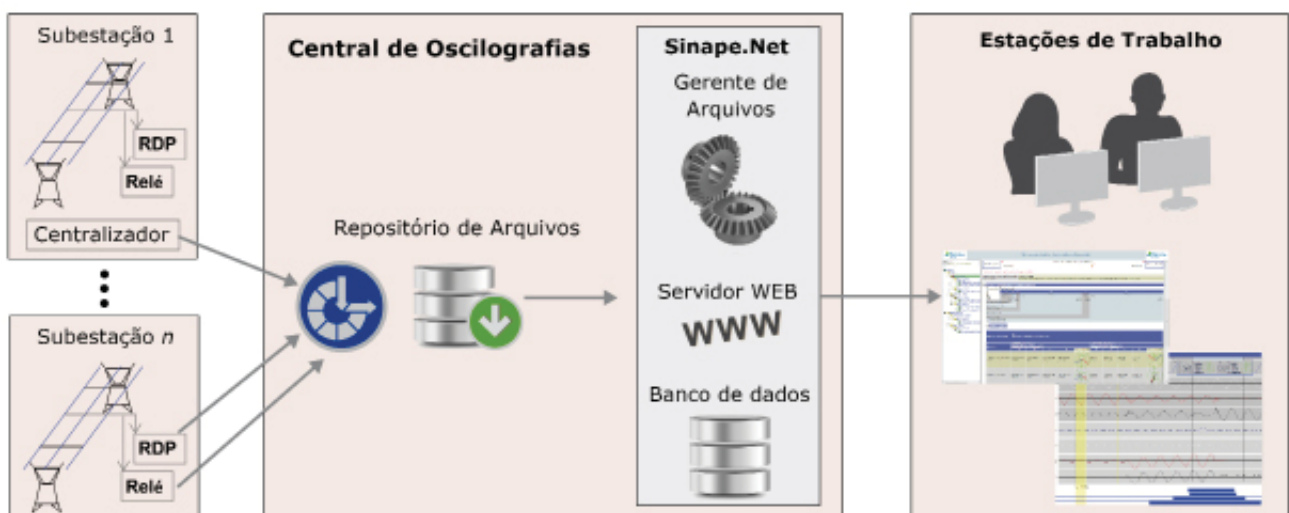 Subestação 1
RDP
Relé
Centralizador
Subestação n
RDP
Relé
Central de Oscilografias
Repositório de Arquivos
Sinape.Net
Gerente de
Arquivos
Servidor WEB
WWW
Banco de dados
Estações de Trabalho